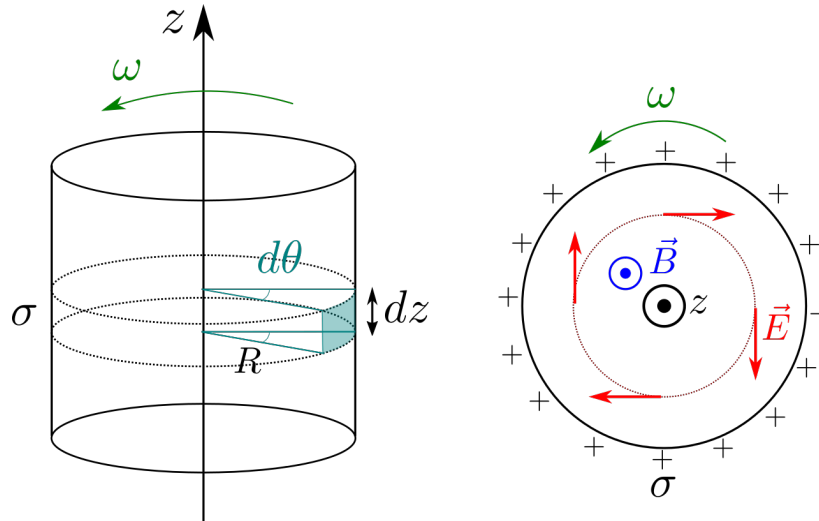 z
ω
dθ
σ
dz
R
ω
+ + + + + + + + + + + + + + + +
B⃗
z
E⃗
σ